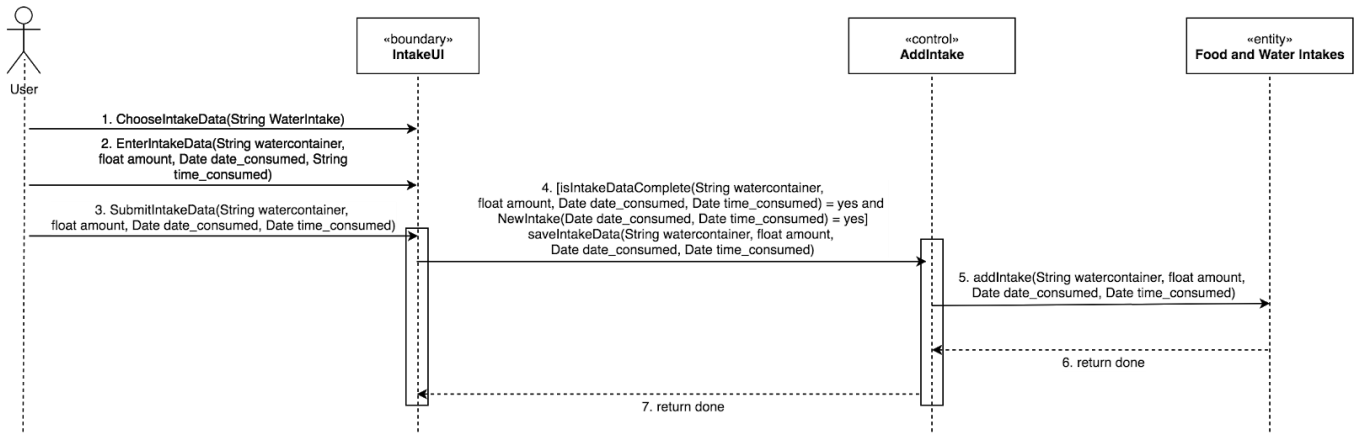 «boundary»
IntakeUI
«control»
AddIntake
«entity»
Food and Water Intakes
User
1. ChooseIntakeData(String WaterIntake)
2. EnterIntakeData(String watercontainer,
float amount, Date date_consumed, String
time_consumed)
3. SubmitIntakeData(String watercontainer,
float amount, Date date_consumed, Date time_consumed)
4. [isIntakeDataComplete(String watercontainer,
float amount, Date date_consumed, Date time_consumed) = yes and
NewIntake(Date date_consumed, Date time_consumed) = yes]
saveIntakeData(String watercontainer, float amount,
Date date_consumed, Date time_consumed)
5. addIntake(String watercontainer, float amount,
Date date_consumed, Date time_consumed)
6. return done
7. return done